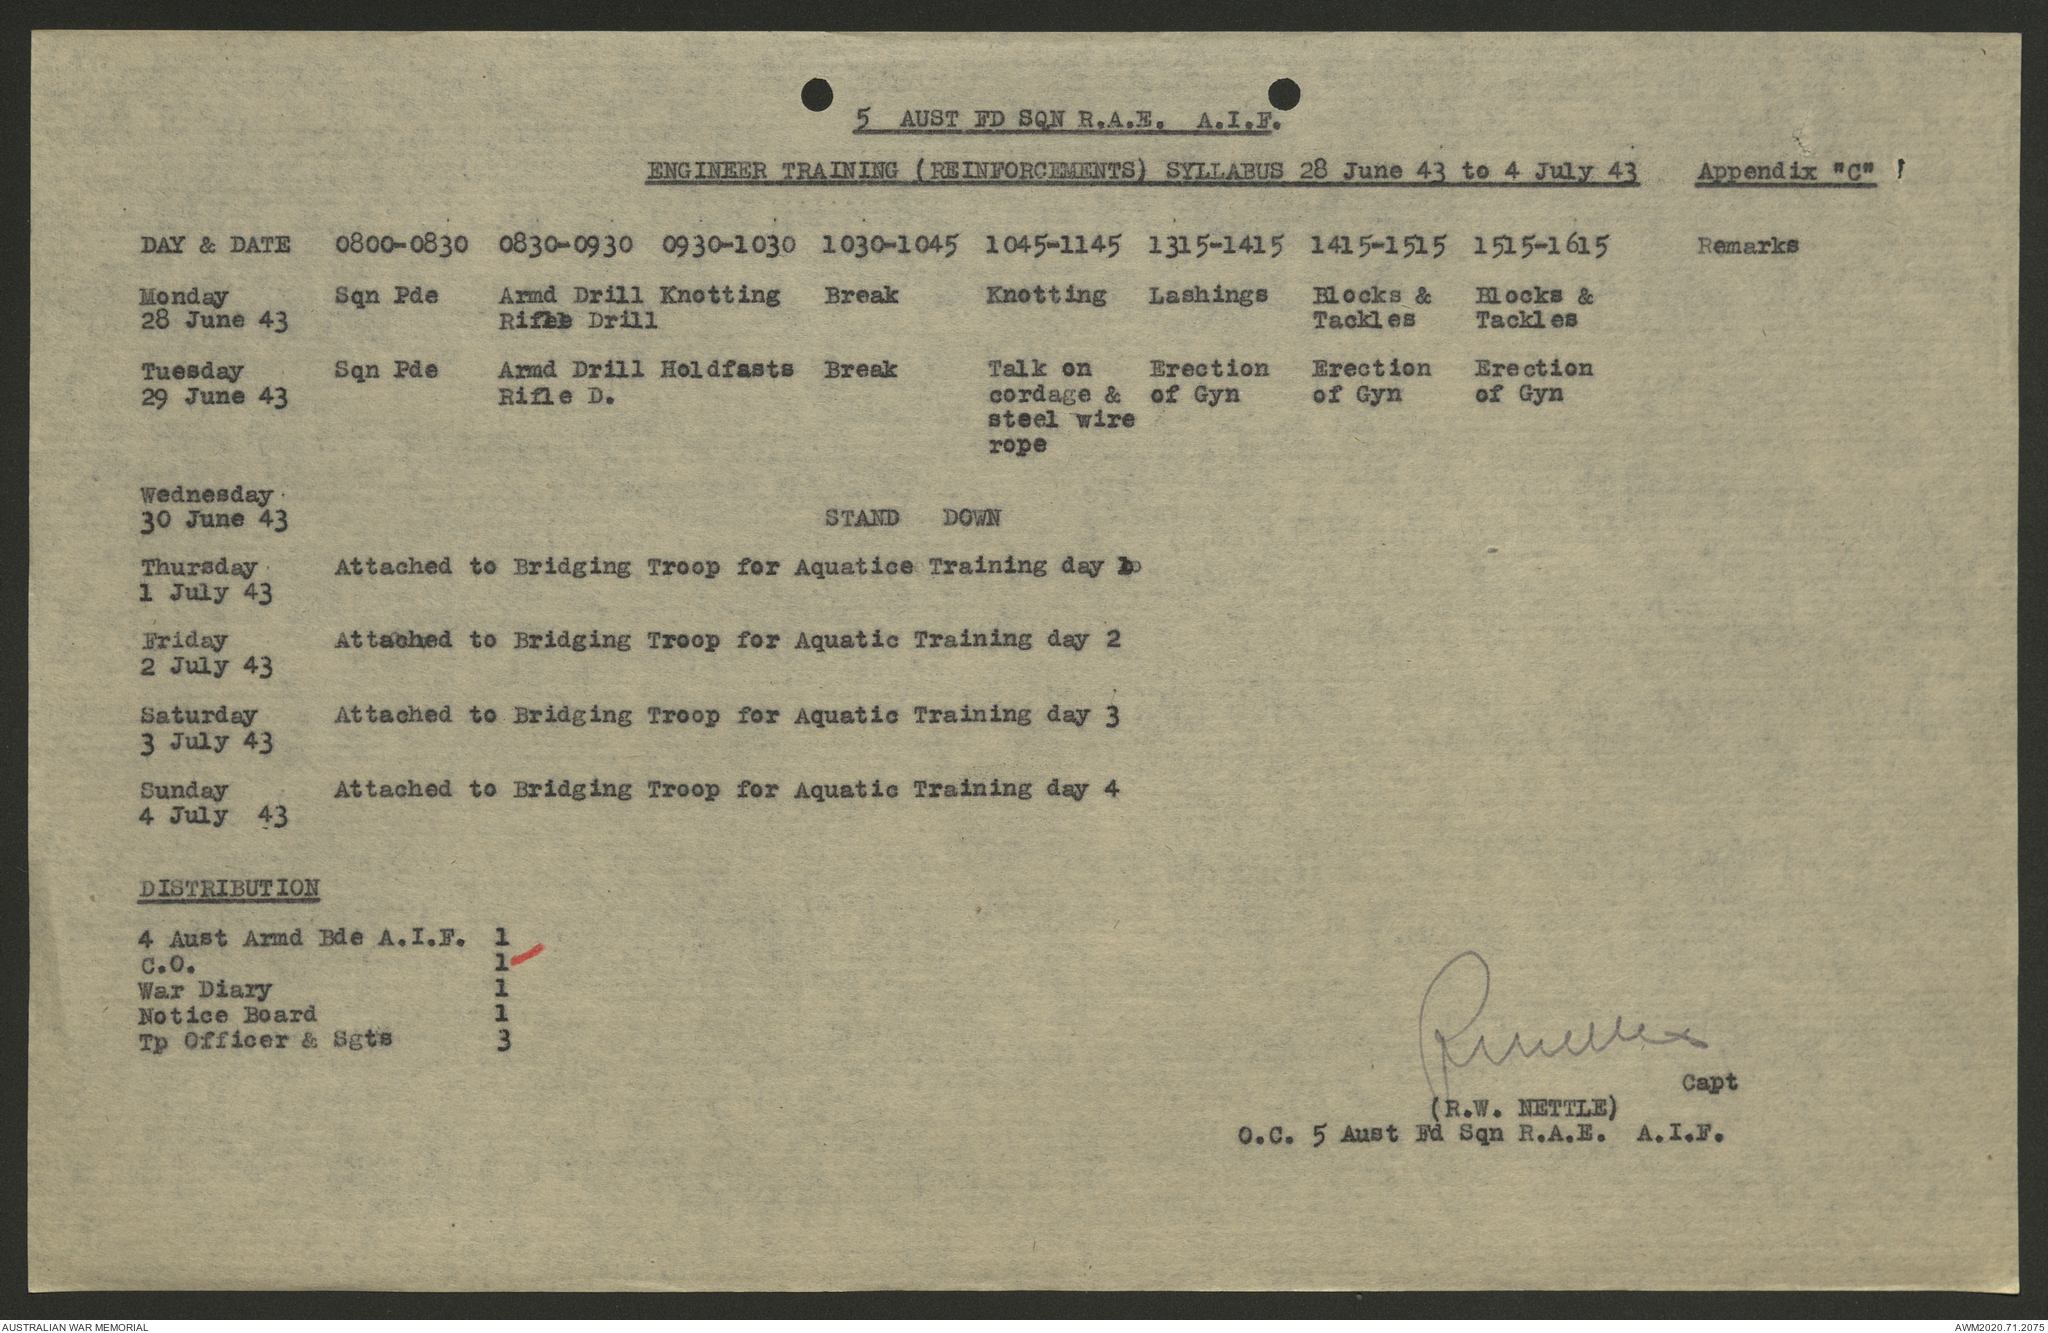 5 AUST FD SQN R.A.E. A.I.F.
ENGINEER TRAINING (REINFORCEMENTS) SYLLABUS 28 June 43 to 4 July 43 Appendix "C" !
DAY & DATE 0800-0830 0830-0930 0930-1030 1030-1045 1045-1145 1315-1415 1415-1515 1515-1615 Remarks
Monday Sqn Pde Armd Drill Knotting Break Knotting Lashings Blocks & Blocks &
28 June 43 Rifle Drill Tackles Tackles
Tuesday Sqn Pde Armd Drill Holdfasts Break Talk on Erection Erection Erection
29 June 43 Rifle D. cordage & of Gyn of Gyn of Gyn
steel wire
rope
Wednesday
30 June 43 STAND DOWN
Thursday Attached to Bridging Troop for Aquatice Training day 1
1 July 43
Friday Attached to Bridging Troop for Aquatic Training day 2
2 July 43
Saturday Attached to Bridging Troop for Aquatic Training day 3
3 July 43
Sunday Attached to Bridging Troop for Aquatic Training day 4
4 July 43
DISTRIBUTION
4 Aust Armd Bde A.I.F. 1
C.O. 1
War Diary 1
Notice Board 1
Tp Officer & Sgts 3
Capt
(R.W. NETTLE)
O.C. 5 Aust Fd Sqn R.A.E. A.I.F.
AUSTRALIAN WAR MEMORIAL AWM2020.71.2075